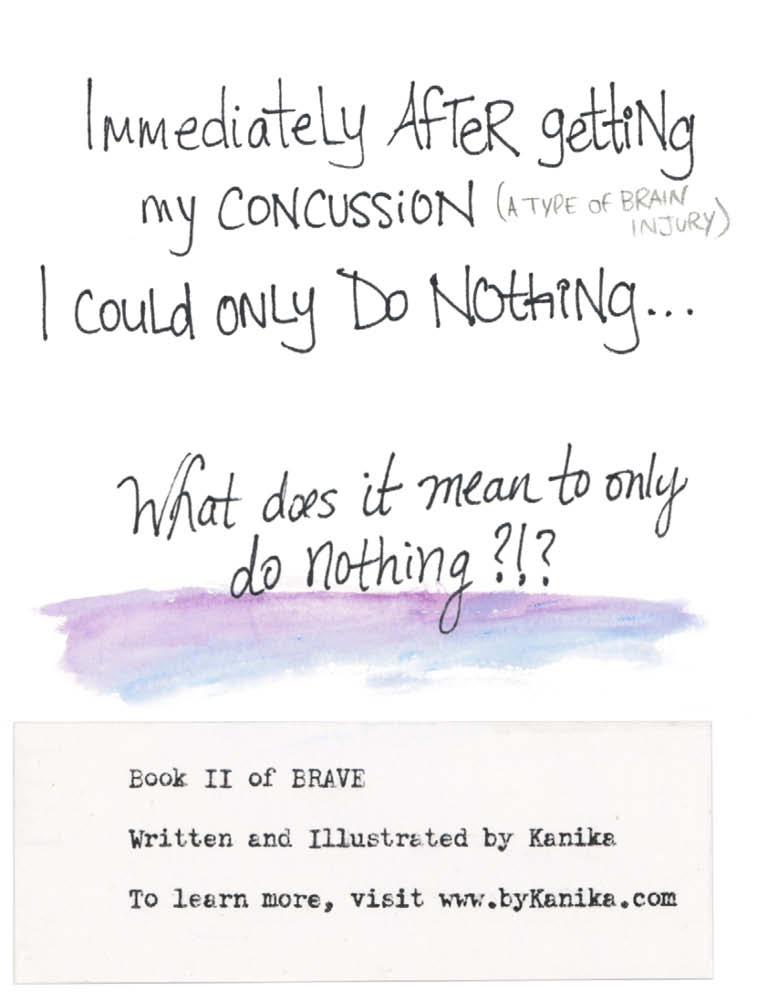 Immediately After getting
my CONCUSSION (A TYPE OF BRAIN
INJURY)
I COULD ONLY DO NOTHING...
What does it mean to only
do nothing?!?
Book II of BRAVE
Written and Illustrated by Kanika
To learn more, visit www.byKanika.com